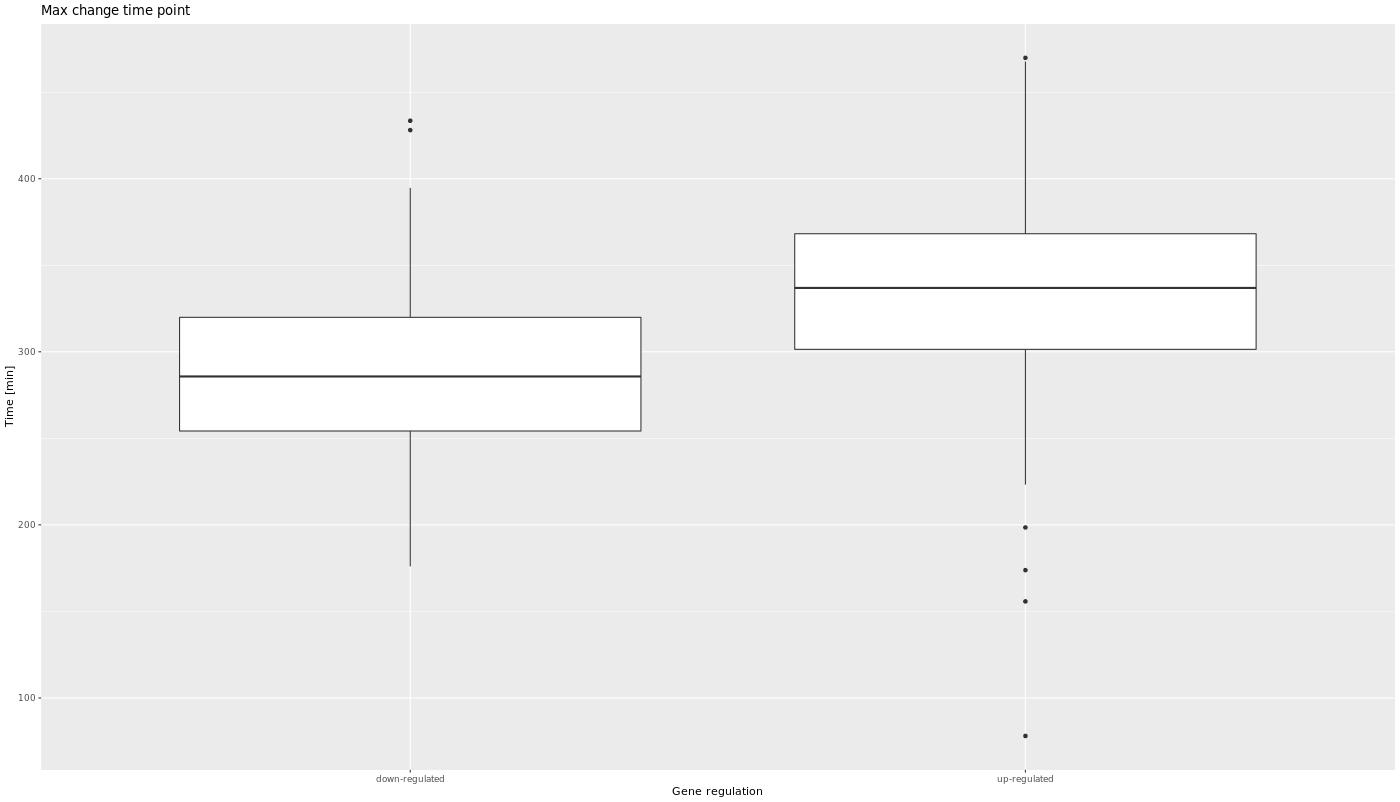 Max change time point
Time [min]
400
300
200
100
down-regulated
up-regulated
Gene regulation